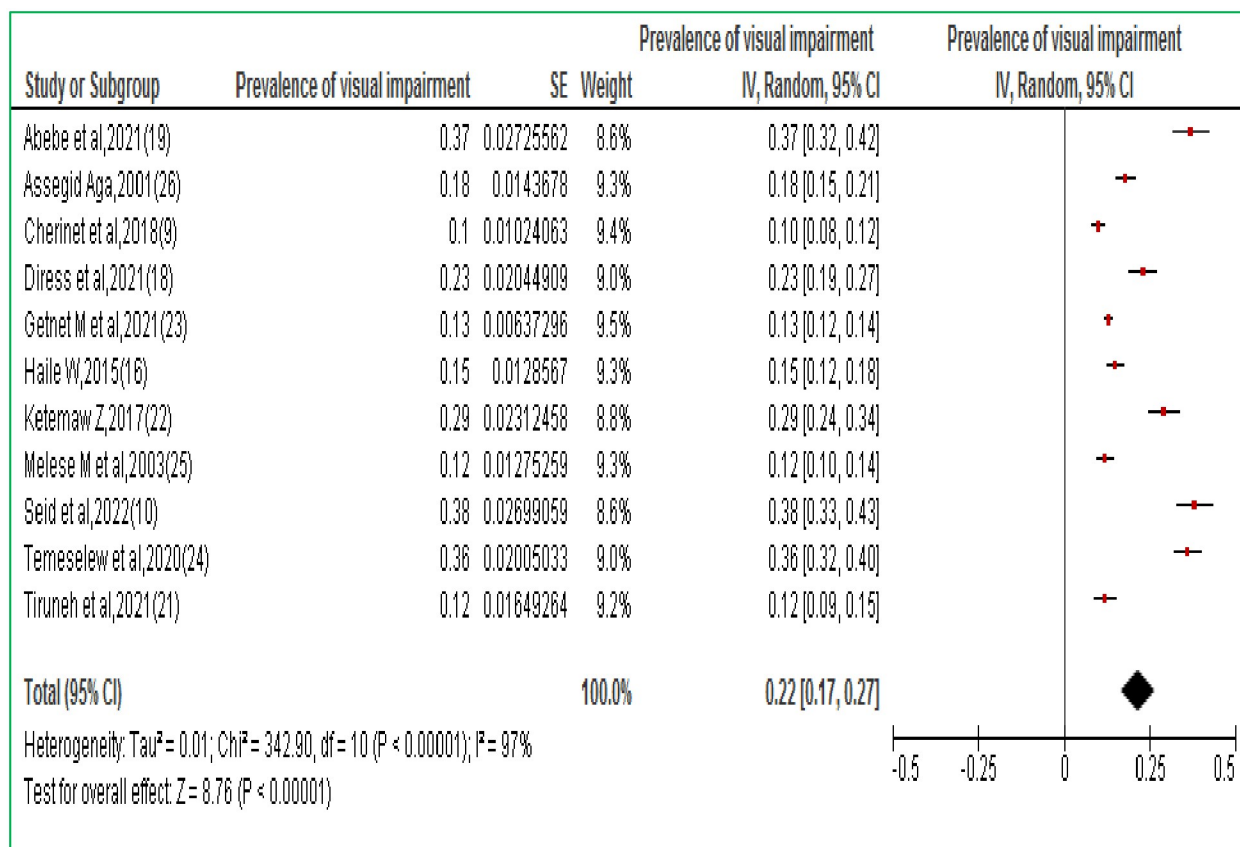 Prevalence of visual impairment Prevalence of visual impairment
Study or Subgroup Prevalence of visual impairment SE Weight IV, Random, 95% CI IV, Random, 95% CI
Abebe et al,2021(19) 0.37 0.02725562 8.6% 0.37 [0.32, 0.42]
Assegid Aga,2001(26) 0.18 0.0143678 9.3% 0.18 [0.15, 0.21]
Cherinet et al,2018(9) 0.1 0.01024063 9.4% 0.10 [0.08, 0.12]
Diress et al,2021(18) 0.23 0.02044909 9.0% 0.23 [0.19, 0.27]
Getnet M et al,2021(23) 0.13 0.00637296 9.5% 0.13 [0.12, 0.14]
Haile W,2015(16) 0.15 0.0128567 9.3% 0.15 [0.12, 0.18]
Ketemaw Z,2017(22) 0.29 0.02312458 8.8% 0.29 [0.24, 0.34]
Melese M et al,2003(25) 0.12 0.01275259 9.3% 0.12 [0.10, 0.14]
Seid et al,2022(10) 0.38 0.02699059 8.6% 0.38 [0.33, 0.43]
Temeselew et al,2020(24) 0.36 0.02005033 9.0% 0.36 [0.32, 0.40]
Tiruneh et al,2021(21) 0.12 0.01649264 9.2% 0.12 [0.09, 0.15]
Total (95% CI) 100.0% 0.22 [0.17, 0.27]
Heterogeneity: Tau² = 0.01; Chi² = 342.90, df = 10 (P < 0.00001); I² = 97%
-0.5 -0.25 0 0.25 0.5
Test for overall effect: Z = 8.76 (P < 0.00001)